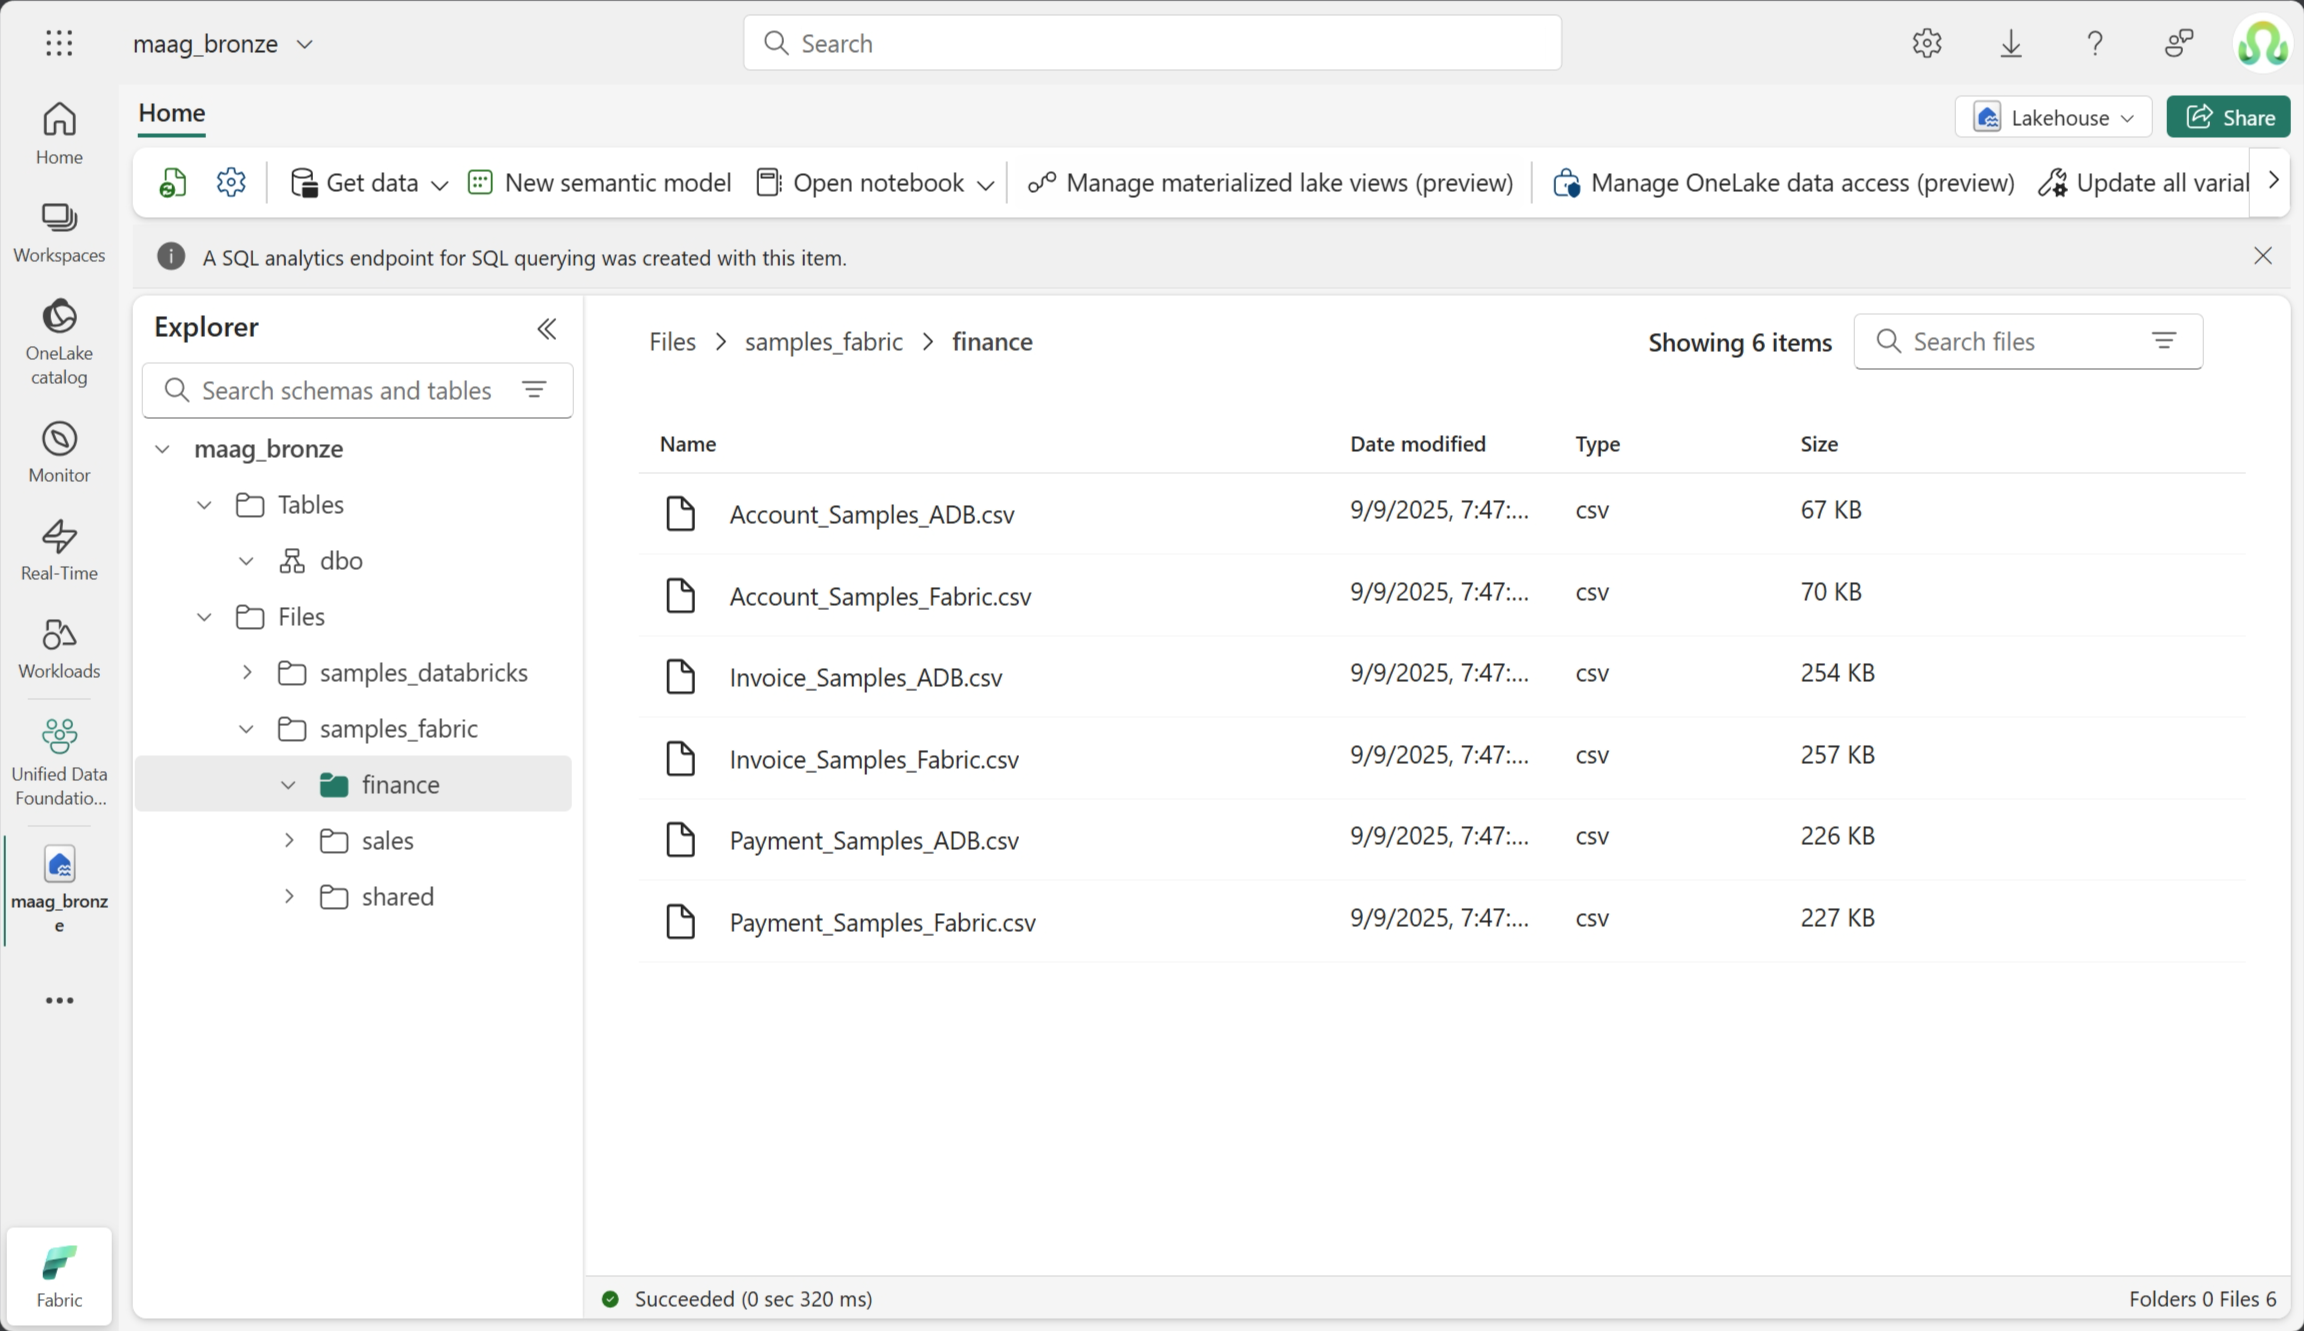 maag_bronze
Search
Home
Lakehouse
Share
Get data
New semantic model
Open notebook
Manage materialized lake views (preview)
Manage OneLake data access (preview)
Update all varial
A SQL analytics endpoint for SQL querying was created with this item.
Home
Workspaces
OneLake
catalog
Monitor
Real-Time
Workloads
Unified Data
Foundatio...
maag_bronz
e
Fabric
Explorer
Search schemas and tables
maag_bronze
Tables
dbo
Files
samples_databricks
samples_fabric
finance
sales
shared
Files > samples_fabric > finance
Showing 6 items
Search files
Name Date modified Type Size
Account_Samples_ADB.csv 9/9/2025, 7:47:... csv 67 KB
Account_Samples_Fabric.csv 9/9/2025, 7:47:... csv 70 KB
Invoice_Samples_ADB.csv 9/9/2025, 7:47:... csv 254 KB
Invoice_Samples_Fabric.csv 9/9/2025, 7:47:... csv 257 KB
Payment_Samples_ADB.csv 9/9/2025, 7:47:... csv 226 KB
Payment_Samples_Fabric.csv 9/9/2025, 7:47:... csv 227 KB
Succeeded (0 sec 320 ms)
Folders 0 Files 6